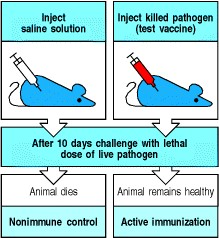 Inject
saline solution
Inject killed pathogen
(test vaccine)
After 10 days challenge with lethal
dose of live pathogen
Animal dies
Animal remains healthy
Nonimmune control
Active immunization